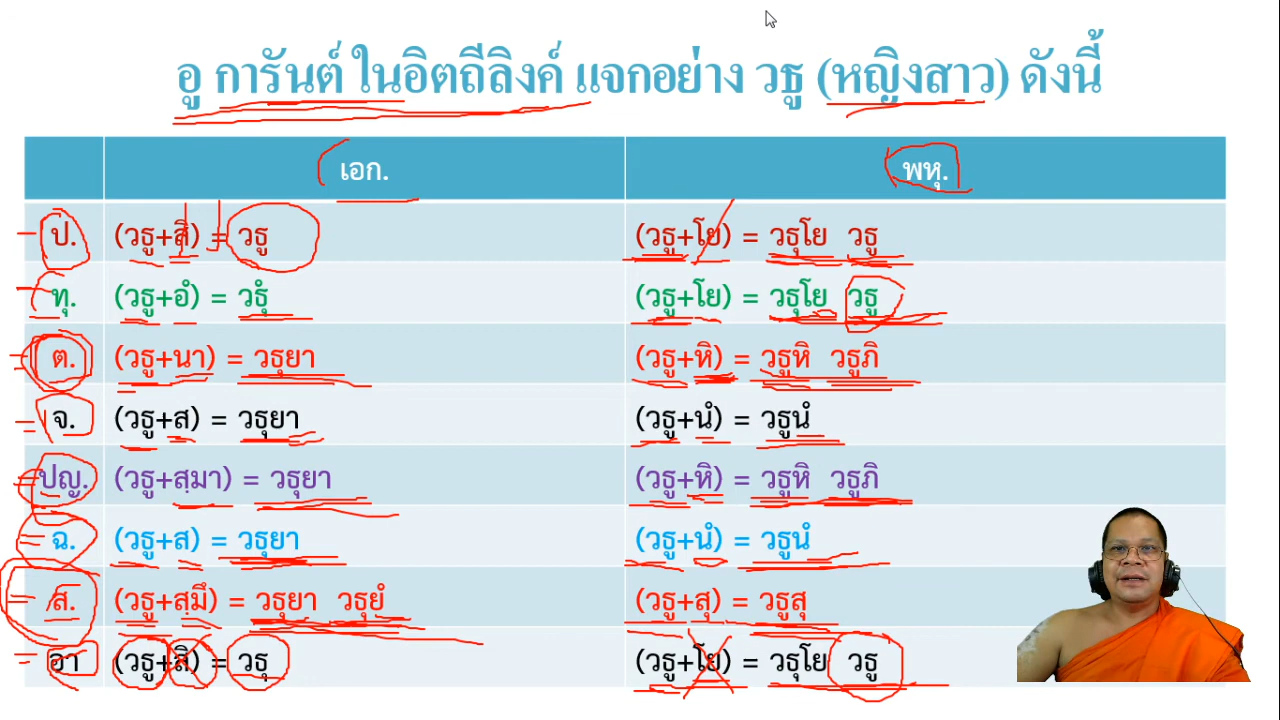 อู การันต์ ในอิตถีลิงค์ แจกอย่าง วธู (หญิงสาว) ดังนี้
เอก. พหุ.
ป. (วธู+สิ) = วธู (วธู+โย) = วธุโย วธู
ทุ. (วธู+อํ) = วธุํ (วธู+โย) = วธุโย วธู
ต. (วธู+นา) = วธุยา (วธู+หิ) = วธูหิ วธูภิ
จ. (วธู+ส) = วธุยา (วธู+นํ) = วธูนํ
ปญ. (วธู+สฺมา) = วธุยา (วธู+หิ) = วธูหิ วธูภิ
ฉ. (วธู+ส) = วธุยา (วธู+นํ) = วธูนํ
ส. (วธู+สฺมึ) = วธุยา วธุยํ (วธู+สุ) = วธูสุ
อา (วธู+สิ) = วธุ (วธู+โย) = วธุโย วธู